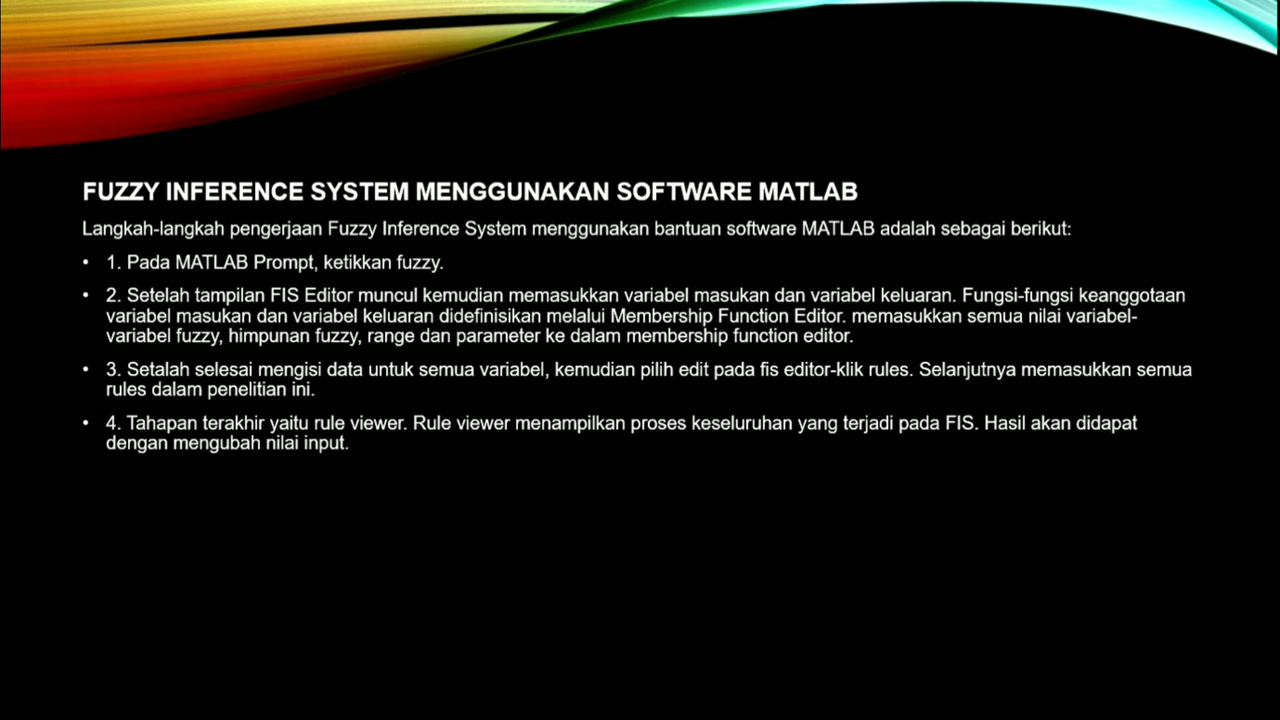 FUZZY INFERENCE SYSTEM MENGGUNAKAN SOFTWARE MATLAB
Langkah-langkah pengerjaan Fuzzy Inference System menggunakan bantuan software MATLAB adalah sebagai berikut:
• 1. Pada MATLAB Prompt, ketikkan fuzzy.
• 2. Setelah tampilan FIS Editor muncul kemudian memasukkan variabel masukan dan variabel keluaran. Fungsi-fungsi keanggotaan
variabel masukan dan variabel keluaran didefinisikan melalui Membership Function Editor. memasukkan semua nilai variabel-
variabel fuzzy, himpunan fuzzy, range dan parameter ke dalam membership function editor.
• 3. Setalah selesai mengisi data untuk semua variabel, kemudian pilih edit pada fis editor-klik rules. Selanjutnya memasukkan semua
rules dalam penelitian ini.
• 4. Tahapan terakhir yaitu rule viewer. Rule viewer menampilkan proses keseluruhan yang terjadi pada FIS. Hasil akan didapat
dengan mengubah nilai input.